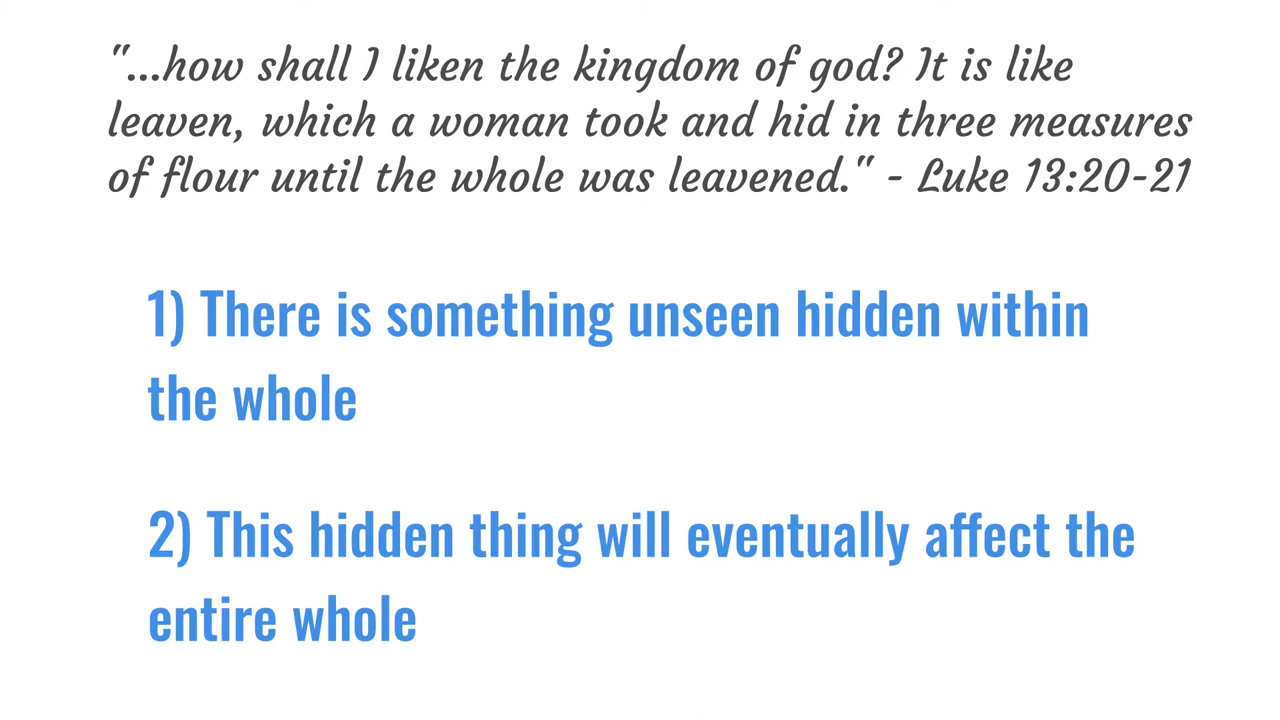 "...how shall I liken the kingdom of god? It is like
leaven, which a woman took and hid in three measures
of flour until the whole was leavened." - Luke 13:20-21
1) There is something unseen hidden within
the whole
2) This hidden thing will eventually affect the
entire whole